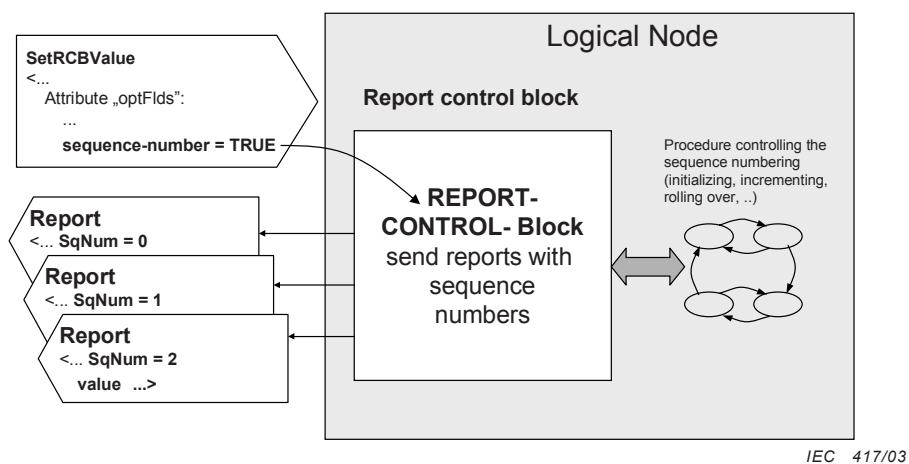 Logical Node
SetRCBValue
<...
Attribute „optFlds”:
...
sequence-number = TRUE
Report control block
REPORT-
CONTROL- Block
send reports with
sequence
numbers
Procedure controlling the
sequence numbering
(initializing, incrementing,
rolling over, ..)
Report
<... SqNum = 0
Report
<... SqNum = 1
Report
<... SqNum = 2
value ...>
IEC 417/03